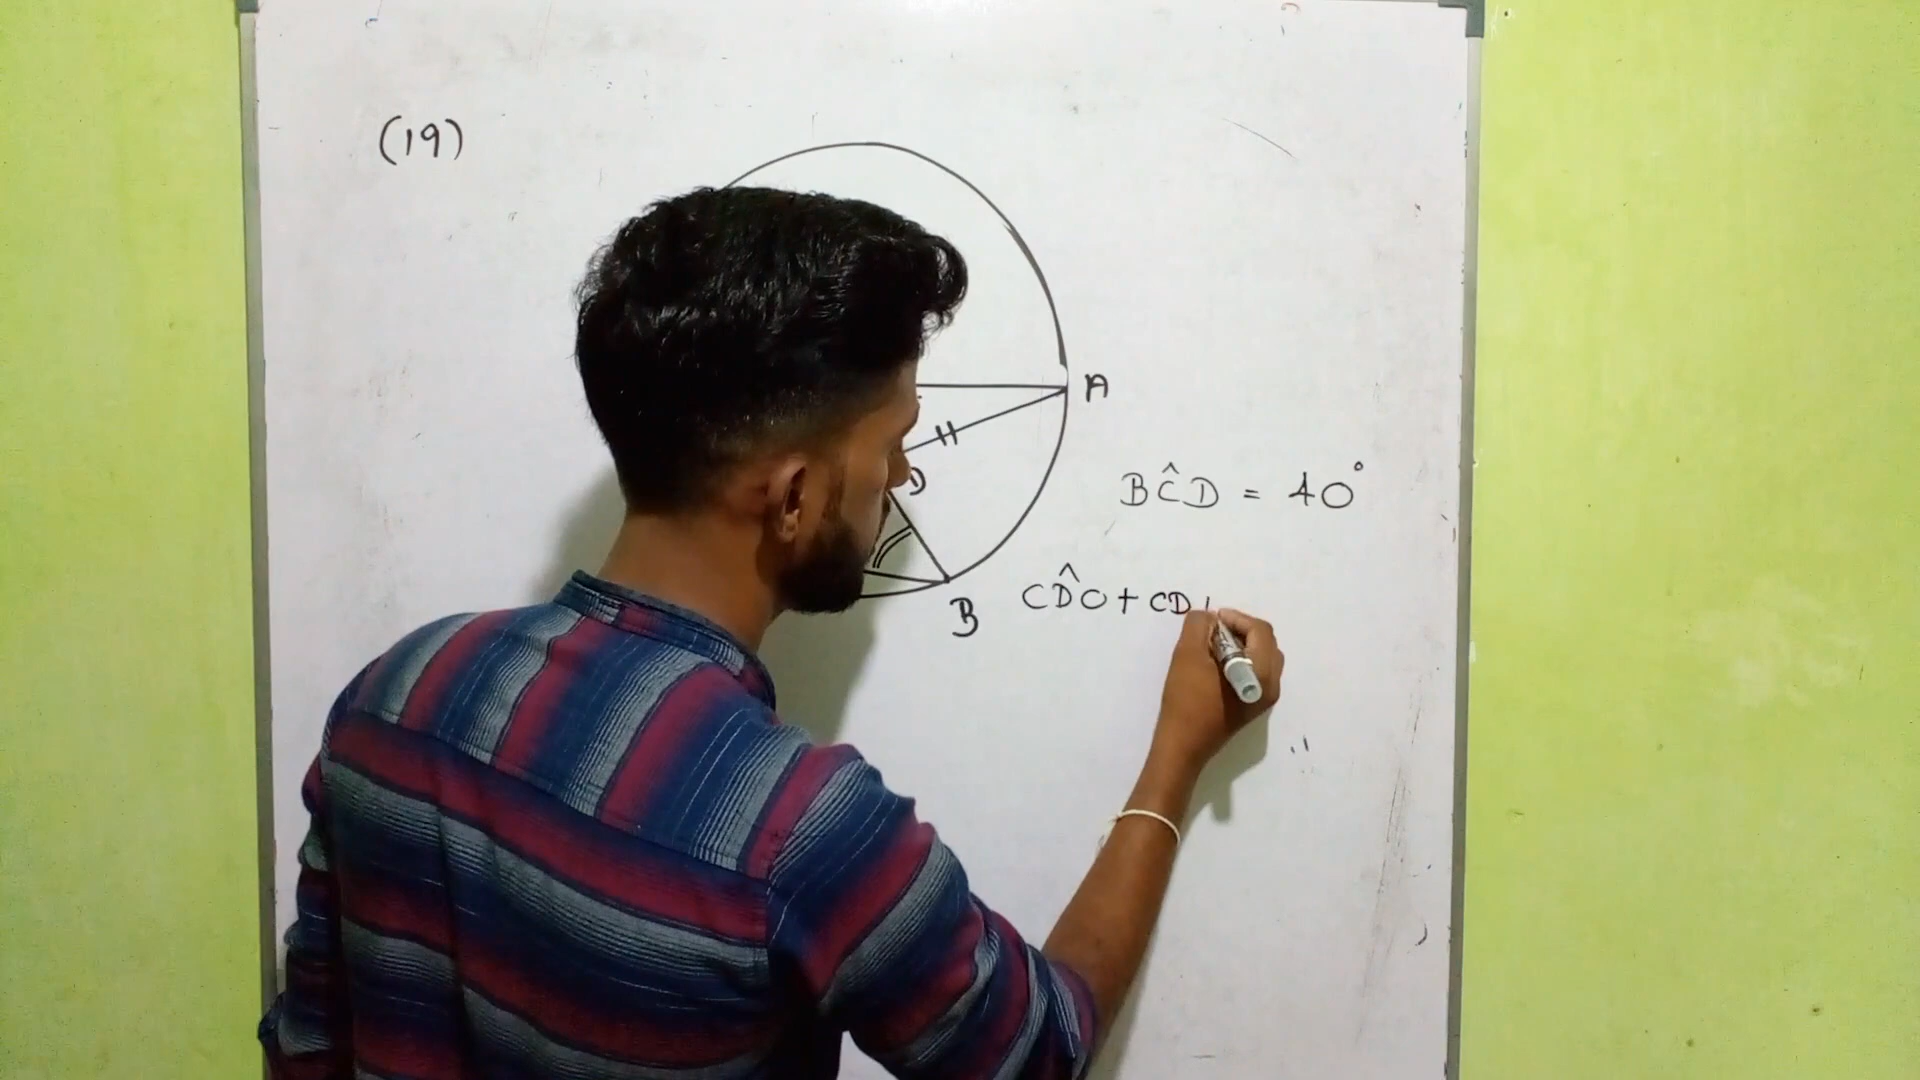 (19)
A
D
BĈD = 40°
CD̂O + CD
B